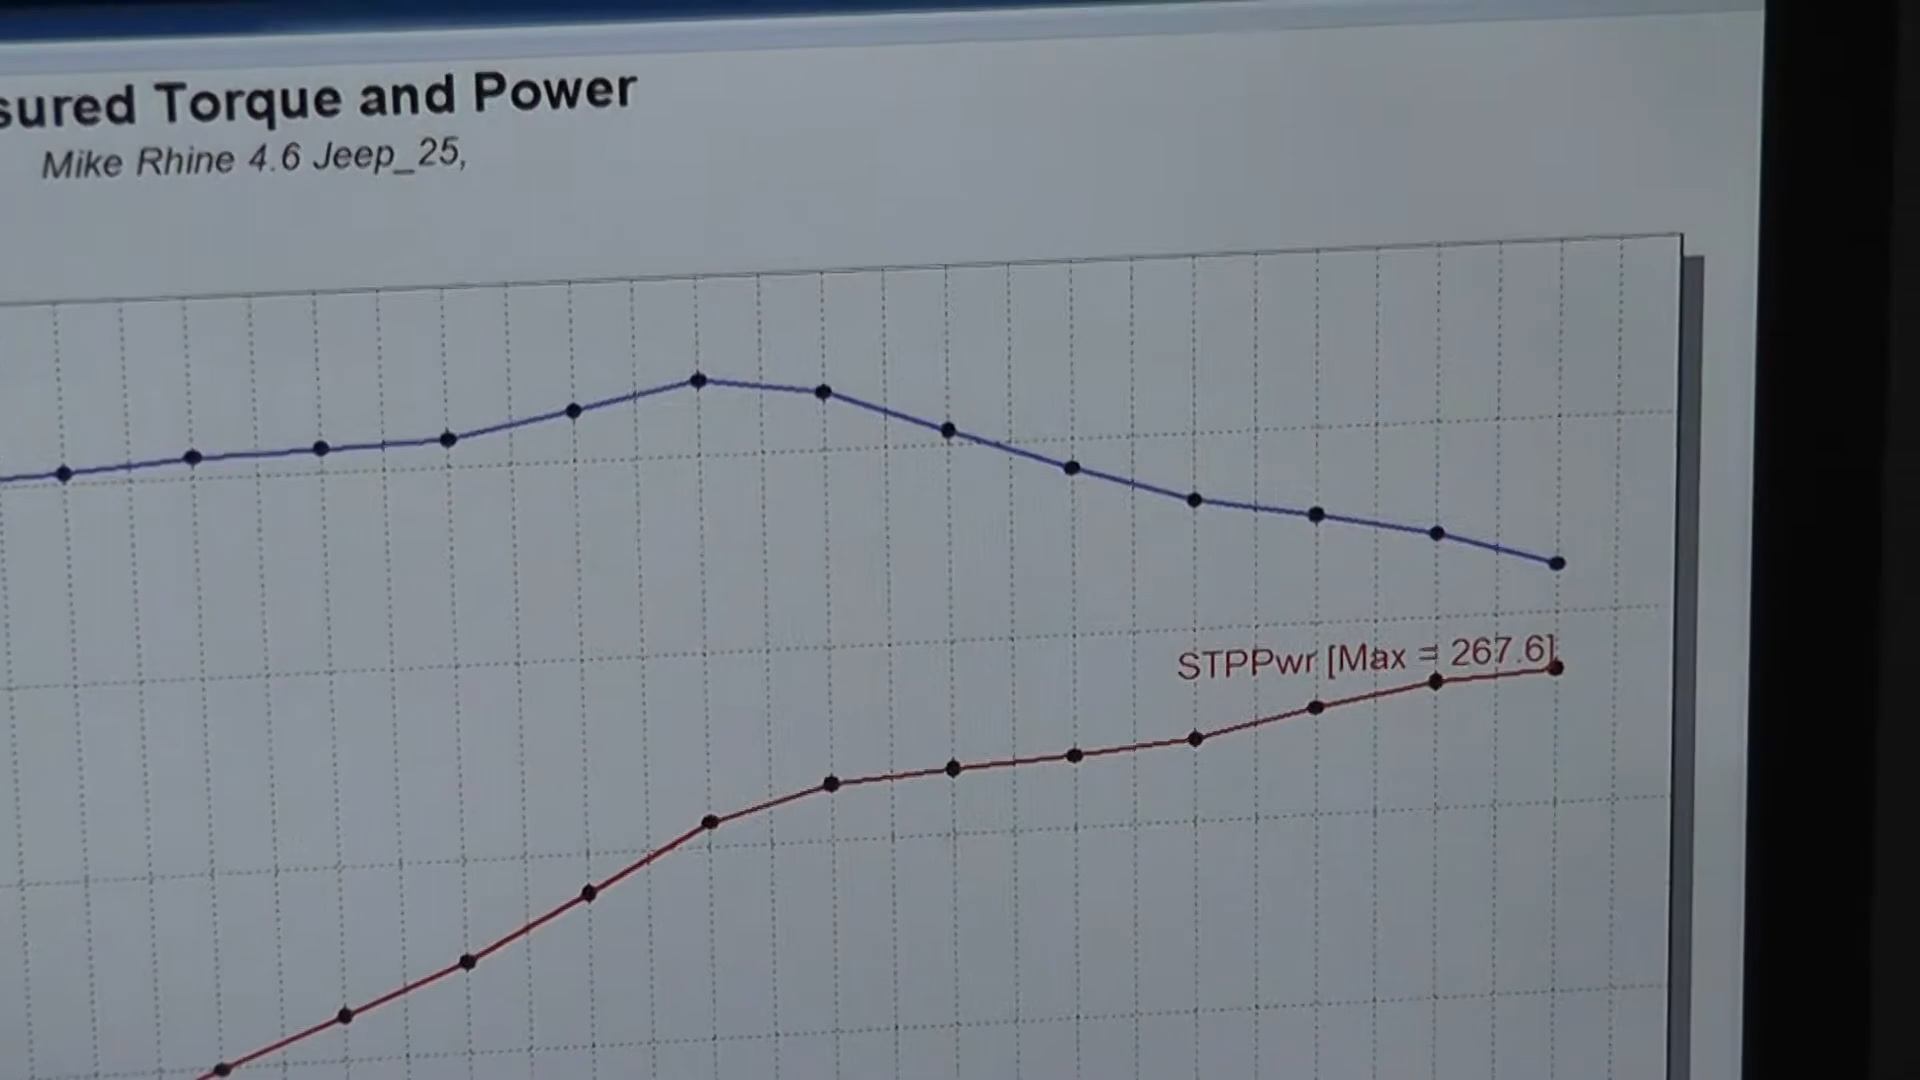 sured Torque and Power
Mike Rhine 4.6 Jeep_25,
STPPwr [Max = 267.6]